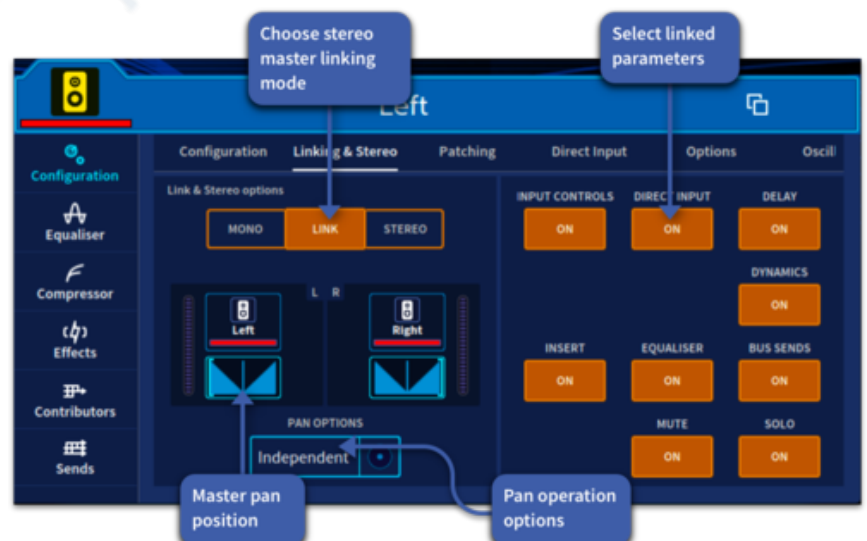 Choose stereo
master linking
mode
Select linked
parameters
Left
Configuration
Linking & Stereo
Patching
Direct Input
Options
Oscill
Configuration
Equaliser
Compressor
Effects
Contributors
Sends
Link & Stereo options
MONO
LINK
STEREO
L R
Left
Right
PAN OPTIONS
Independent
INPUT CONTROLS
DIRECT INPUT
DELAY
ON
ON
ON
DYNAMICS
ON
INSERT
EQUALISER
BUS SENDS
ON
ON
ON
MUTE
SOLO
ON
ON
Master pan
position
Pan operation
options